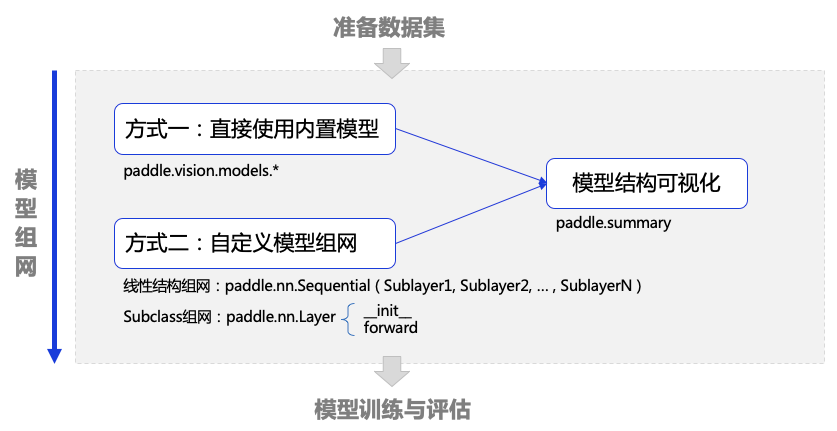 准备数据集
模型组网
方式一：直接使用内置模型
paddle.vision.models.*
模型结构可视化
paddle.summary
方式二：自定义模型组网
线性结构组网：paddle.nn.Sequential ( Sublayer1, Sublayer2, … , SublayerN )
Subclass组网：paddle.nn.Layer
__init__
forward
模型训练与评估